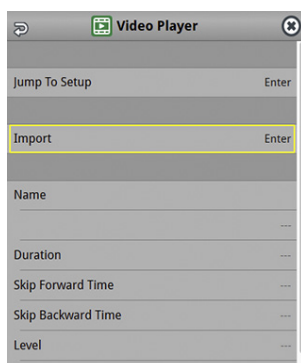 Video Player
Jump To Setup Enter
Import Enter
Name
---
Duration ---
Skip Forward Time ---
Skip Backward Time ---
Level ---